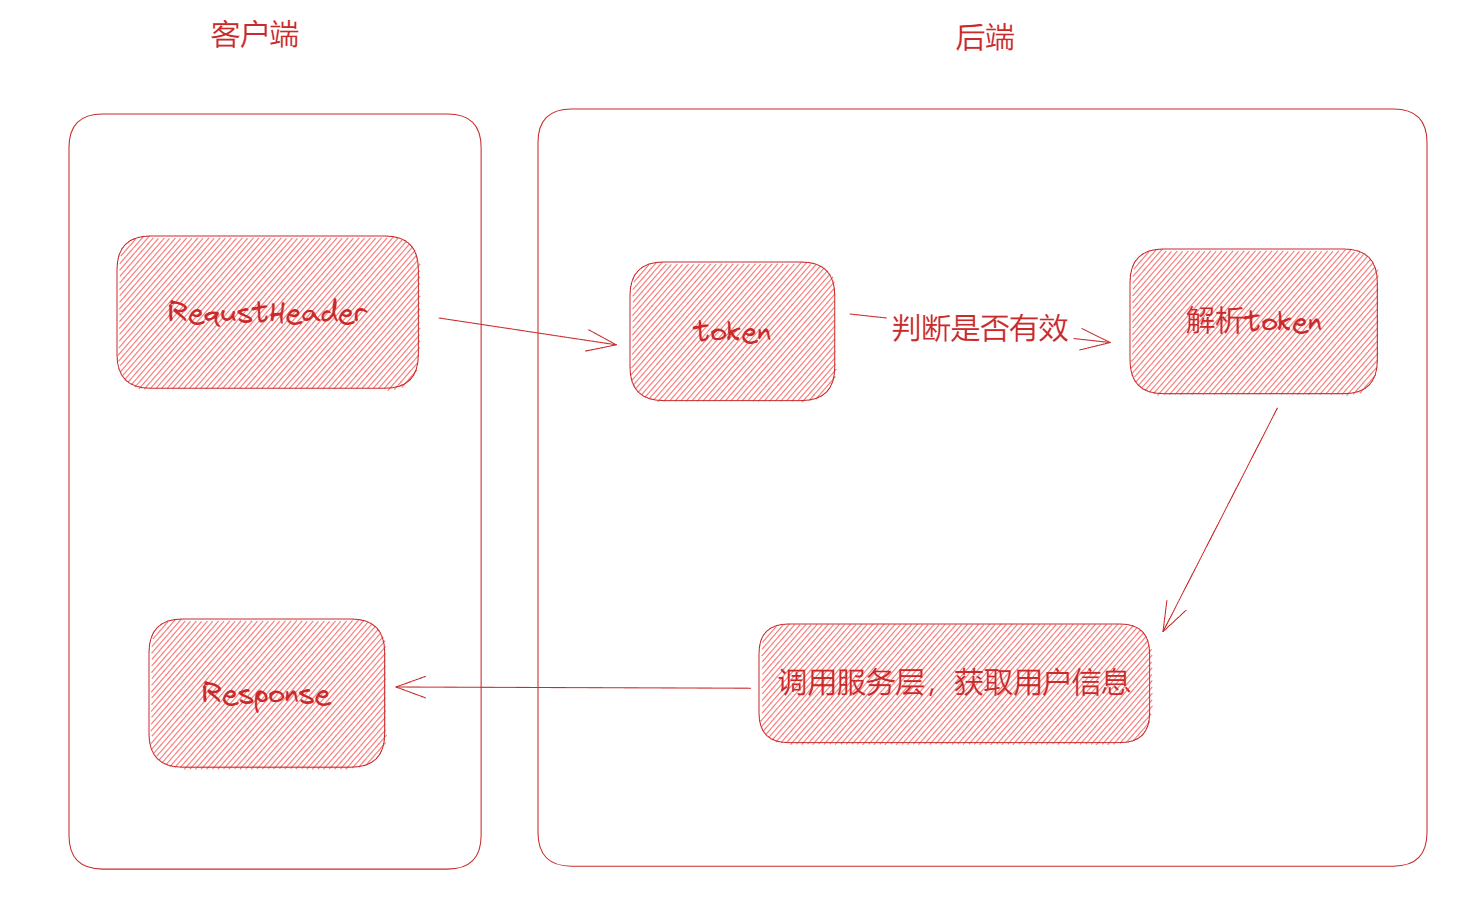 客户端
后端
RequstHeader
token
判断是否有效
解析token
Response
调用服务层，获取用户信息